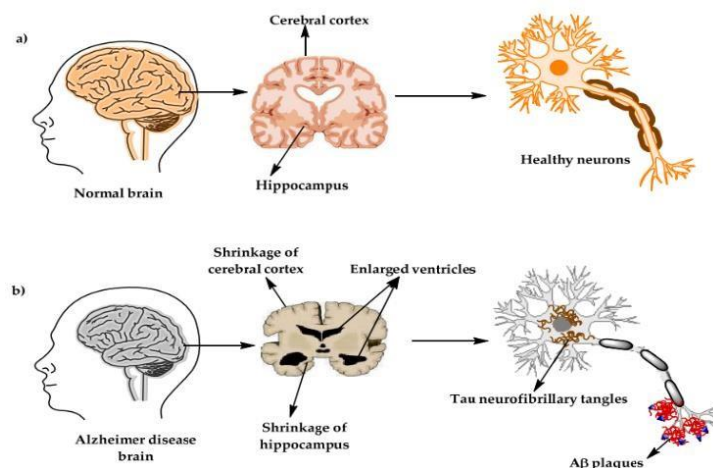 a)
Cerebral cortex
Hippocampus
Normal brain
Healthy neurons
b)
Shrinkage of
cerebral cortex
Enlarged ventricles
Shrinkage of
hippocampus
Alzheimer disease
brain
Tau neurofibrillary tangles
Aβ plaques